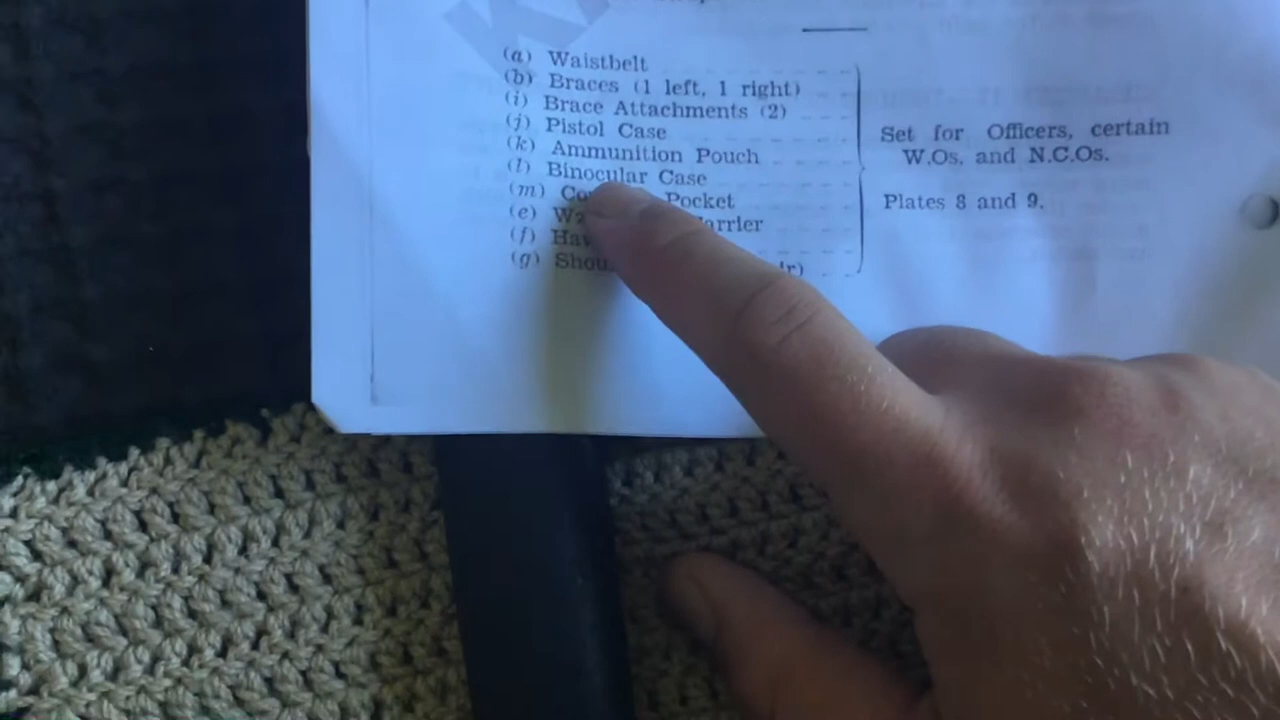 (a) Waistbelt
(b) Braces (1 left, 1 right)
(i) Brace Attachments (2)
(j) Pistol Case
(k) Ammunition Pouch
(l) Binocular Case
(m) Pocket
(e)
(f)
(g)
Set for Officers, certain
W.Os. and N.C.Os.
Plates 8 and 9.